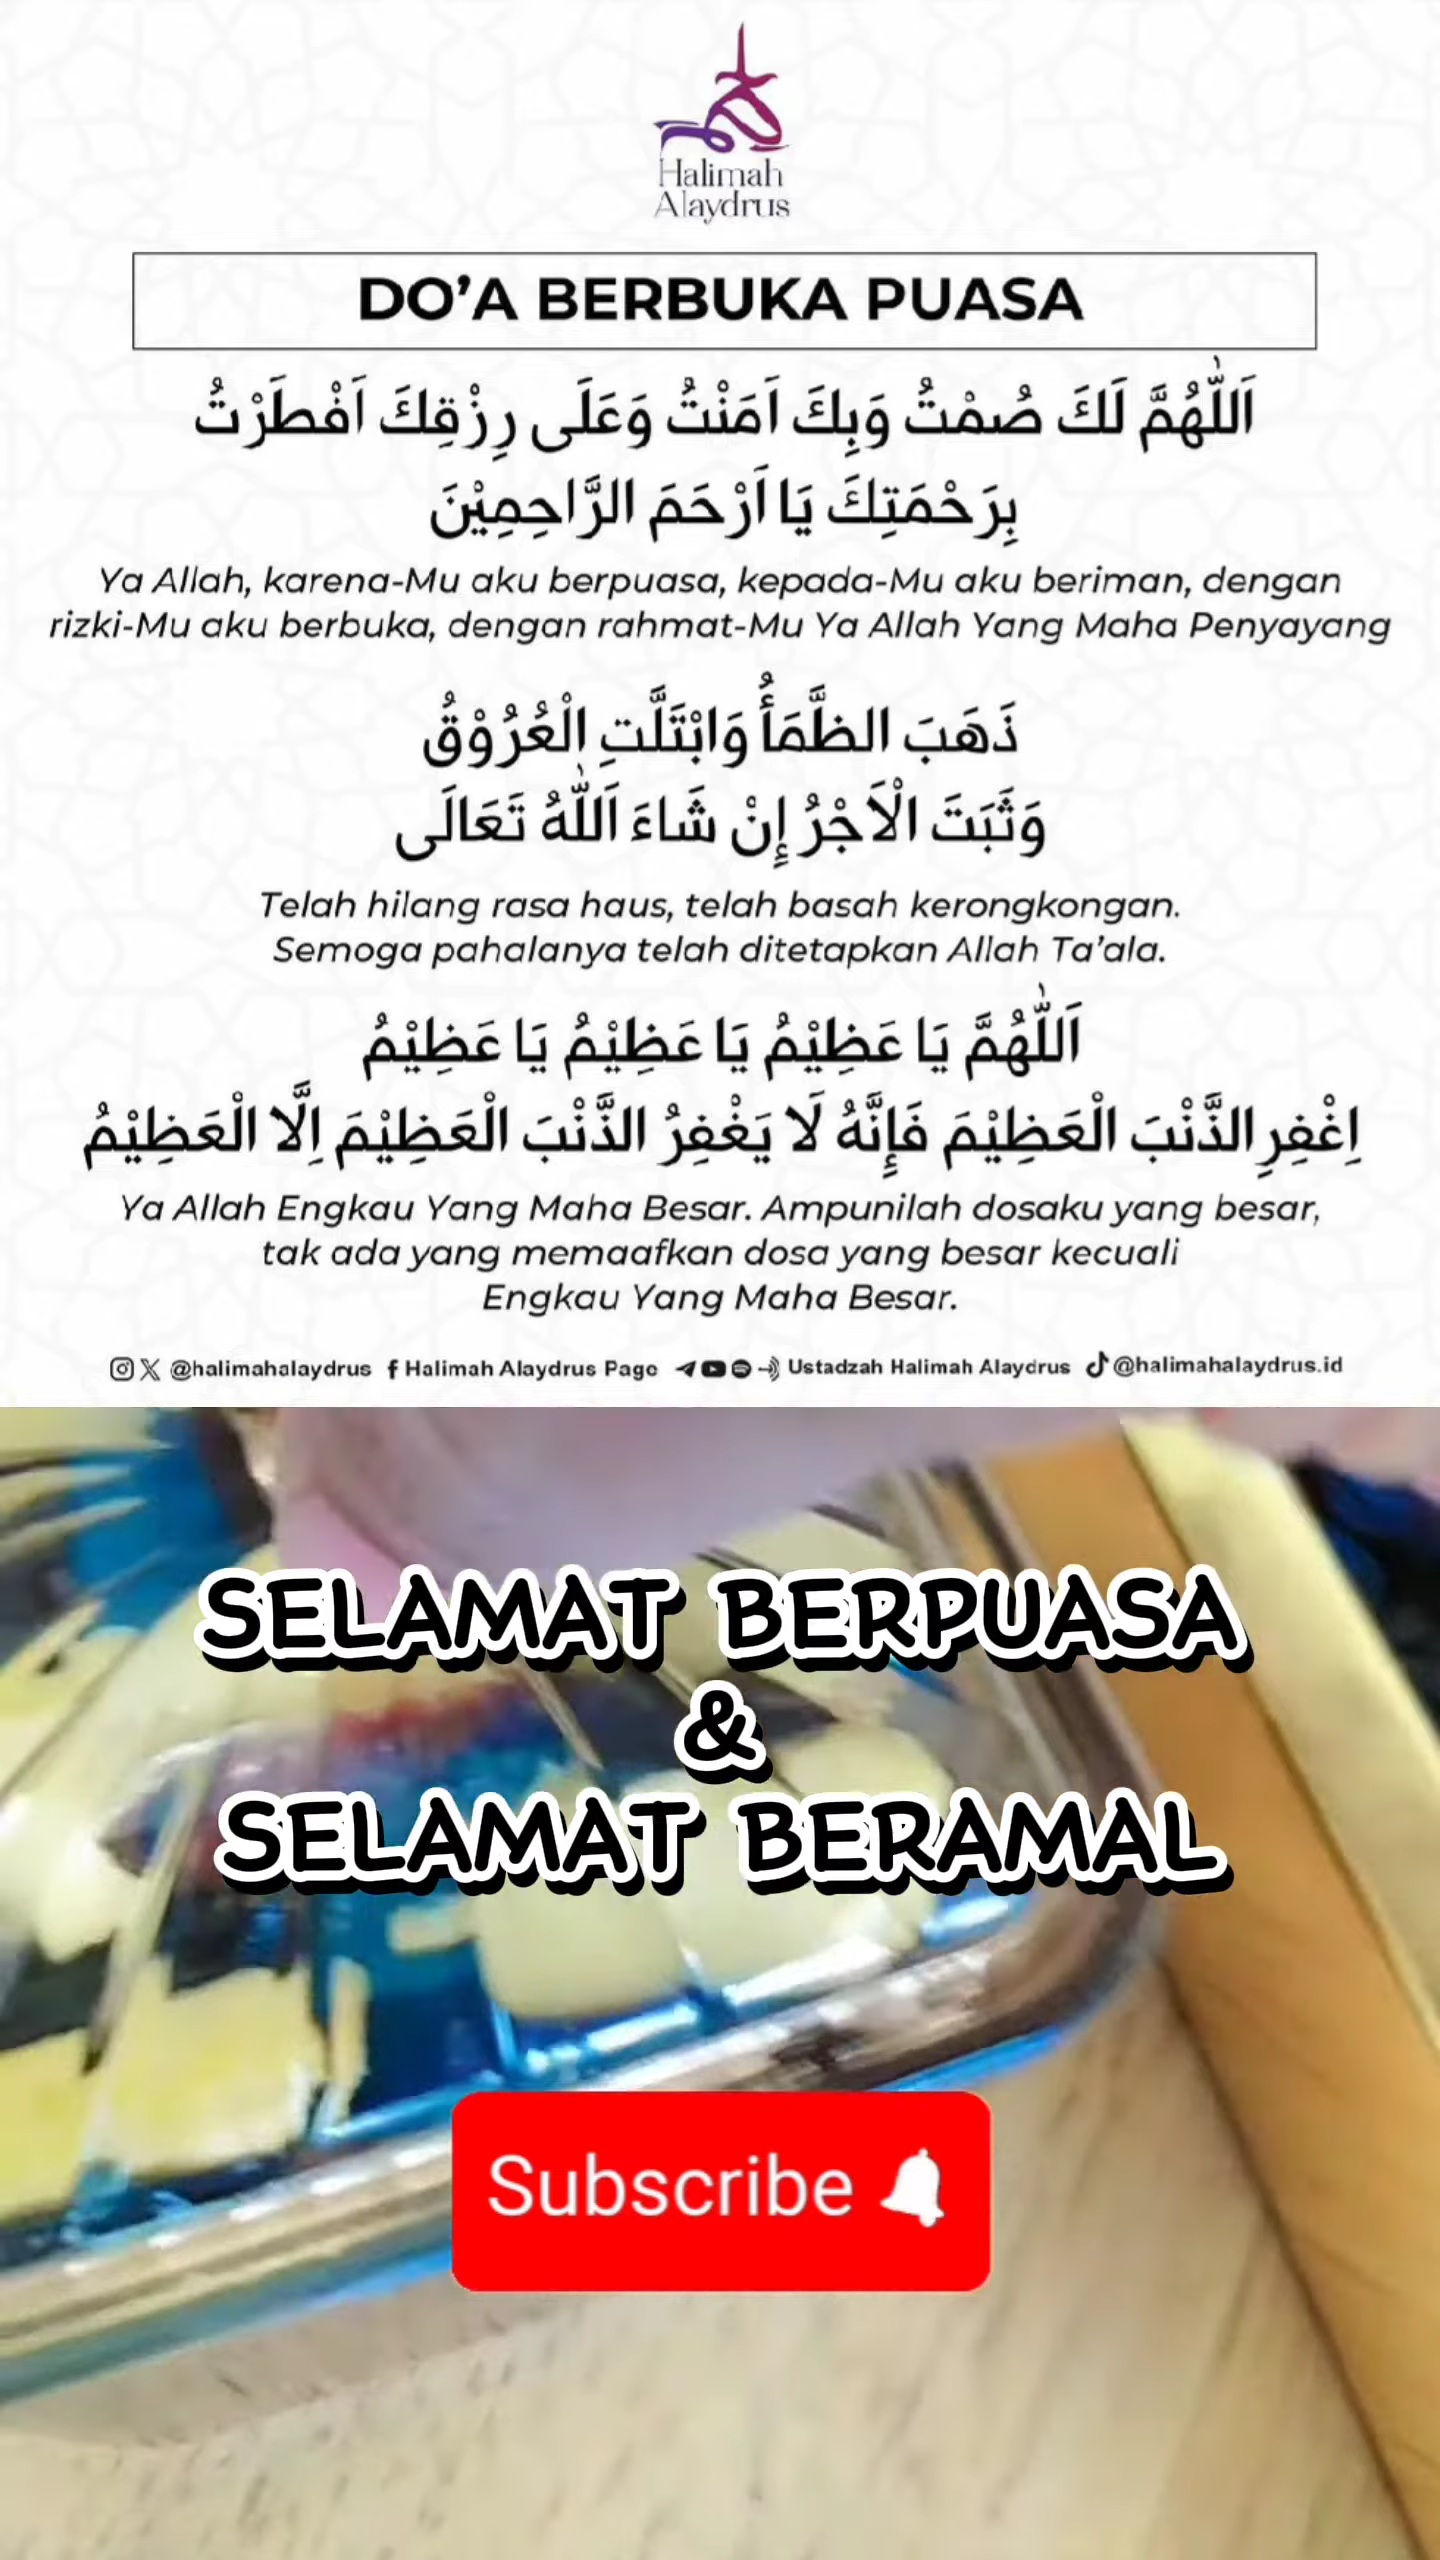 Halimah
Alaydrus
DO'A BERBUKA PUASA
اَللّٰهُمَّ لَكَ صُمْتُ وَبِكَ اَمَنْتُ وَعَلَى رِزْقِكَ اَفْطَرْتُ
بِرَحْمَتِكَ يَا اَرْحَمَ الرَّاحِمِيْنَ
Ya Allah, karena-Mu aku berpuasa, kepada-Mu aku beriman, dengan
rizki-Mu aku berbuka, dengan rahmat-Mu Ya Allah Yang Maha Penyayang
ذَهَبَ الظَّمَأُ وَابْتَلَّتِ الْعُرُوْقُ
وَثَبَتَ الْاَجْرُ إِنْ شَاءَ اَللّٰهُ تَعَالَى
Telah hilang rasa haus, telah basah kerongkongan.
Semoga pahalanya telah ditetapkan Allah Ta'ala.
اَللّٰهُمَّ يَا عَظِيْمُ يَا عَظِيْمُ يَا عَظِيْمُ
اِغْفِرِ الذَّنْبَ الْعَظِيْمَ فَإِنَّهُ لَا يَغْفِرُ الذَّنْبَ الْعَظِيْمَ اِلَّا الْعَظِيْمُ
Ya Allah Engkau Yang Maha Besar. Ampunilah dosaku yang besar,
tak ada yang memaafkan dosa yang besar kecuali
Engkau Yang Maha Besar.
@halimahalaydrus Halimah Alaydrus Page Ustadzah Halimah Alaydrus @halimahalaydrus.id
SELAMAT BERPUASA
&
SELAMAT BERAMAL
Subscribe